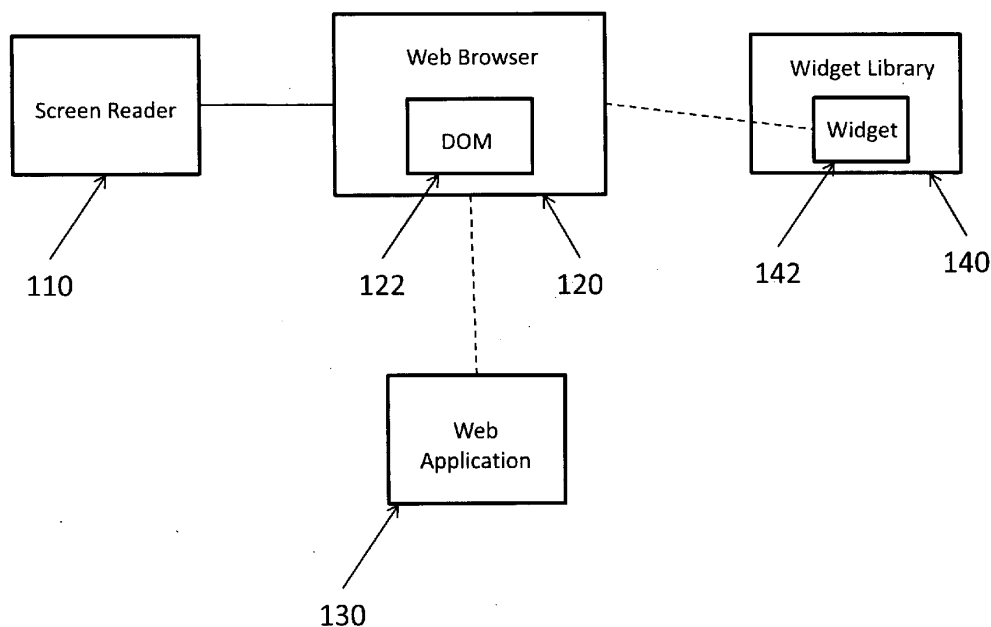 Screen Reader
Web Browser
DOM
Widget Library
Widget
110
122
120
142
140
Web
Application
130